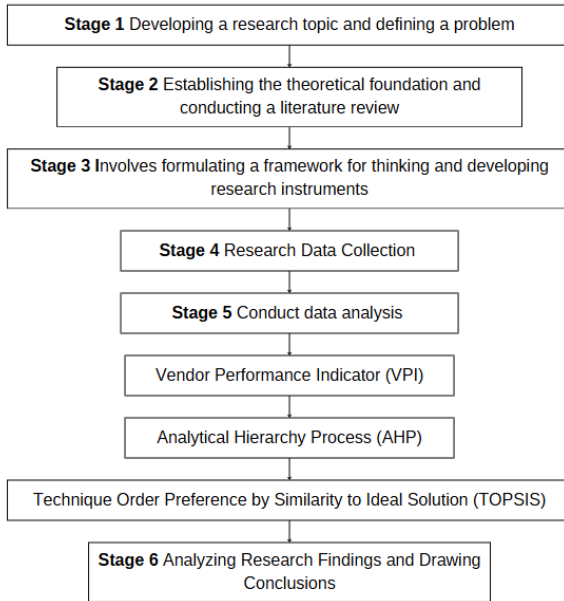 Stage 1 Developing a research topic and defining a problem
Stage 2 Establishing the theoretical foundation and
conducting a literature review
Stage 3 Involves formulating a framework for thinking and developing
research instruments
Stage 4 Research Data Collection
Stage 5 Conduct data analysis
Vendor Performance Indicator (VPI)
Analytical Hierarchy Process (AHP)
Technique Order Preference by Similarity to Ideal Solution (TOPSIS)
Stage 6 Analyzing Research Findings and Drawing
Conclusions